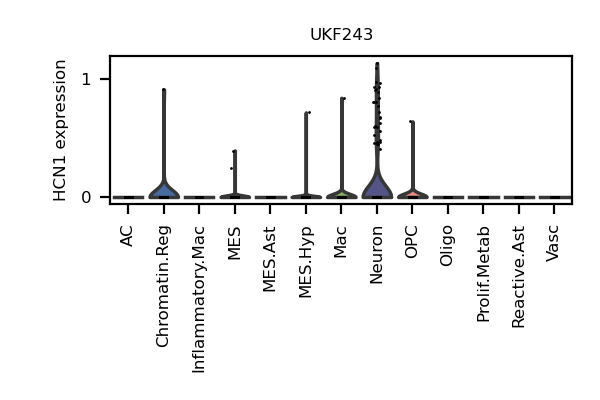 UKF243
HCN1 expression
1
0
AC
Chromatin.Reg
Inflammatory.Mac
MES
MES.Ast
MES.Hyp
Mac
Neuron
OPC
Oligo
Prolif.Metab
Reactive.Ast
Vasc